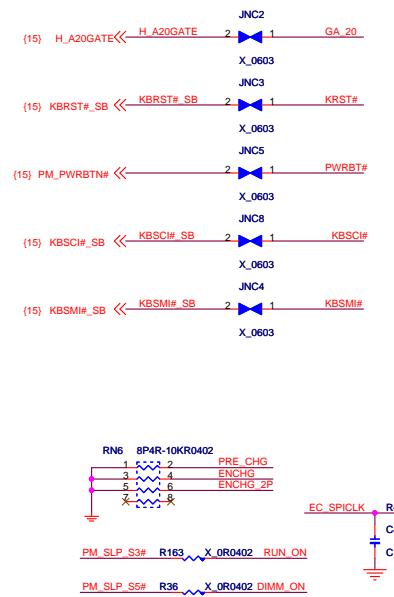 JNC2
{15} H_A20GATE H_A20GATE 2 1 GA_20
X_0603
JNC3
{15} KBRST#_SB KBRST#_SB 2 1 KRST#
X_0603
JNC5
{15} PM_PWRBTN# 2 1 PWRBT#
X_0603
JNC8
{15} KBSCI#_SB KBSCI#_SB 2 1 KBSCI#
X_0603
JNC4
{15} KBSMI#_SB KBSMI#_SB 2 1 KBSMI#
X_0603
RN6 8P4R-10KR0402
1 2 PRE_CHG
3 4 ENCHG
5 6 ENCHG_2P
7 8
EC_SPICLK R
C
C
PM_SLP_S3# R163 X_0R0402 RUN_ON
PM_SLP_S5# R36 X_0R0402 DIMM_ON